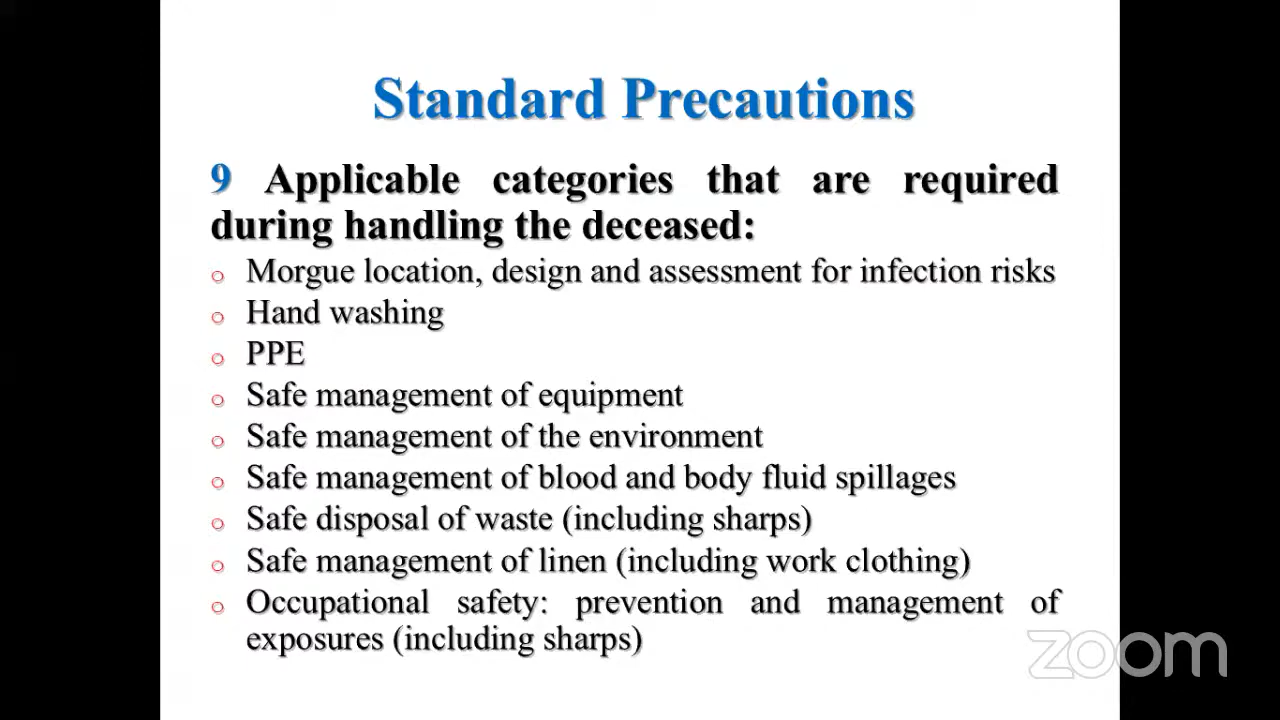 Standard Precautions
9 Applicable categories that are required
during handling the deceased:
o Morgue location, design and assessment for infection risks
o Hand washing
o PPE
o Safe management of equipment
o Safe management of the environment
o Safe management of blood and body fluid spillages
o Safe disposal of waste (including sharps)
o Safe management of linen (including work clothing)
o Occupational safety: prevention and management of
exposures (including sharps)
zoom